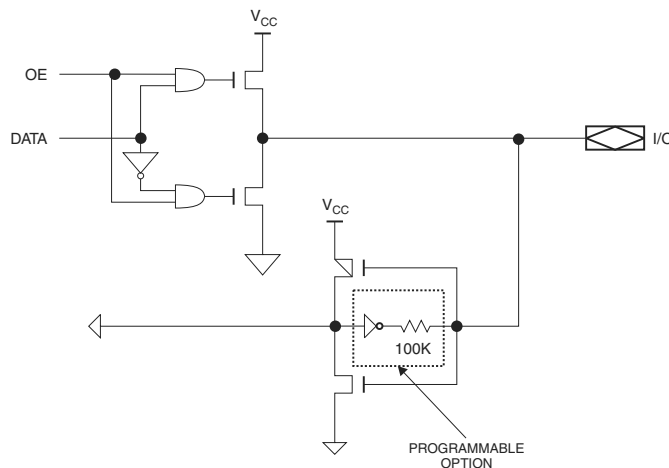 VCC
OE
DATA
I/O
VCC
100K
PROGRAMMABLE
OPTION